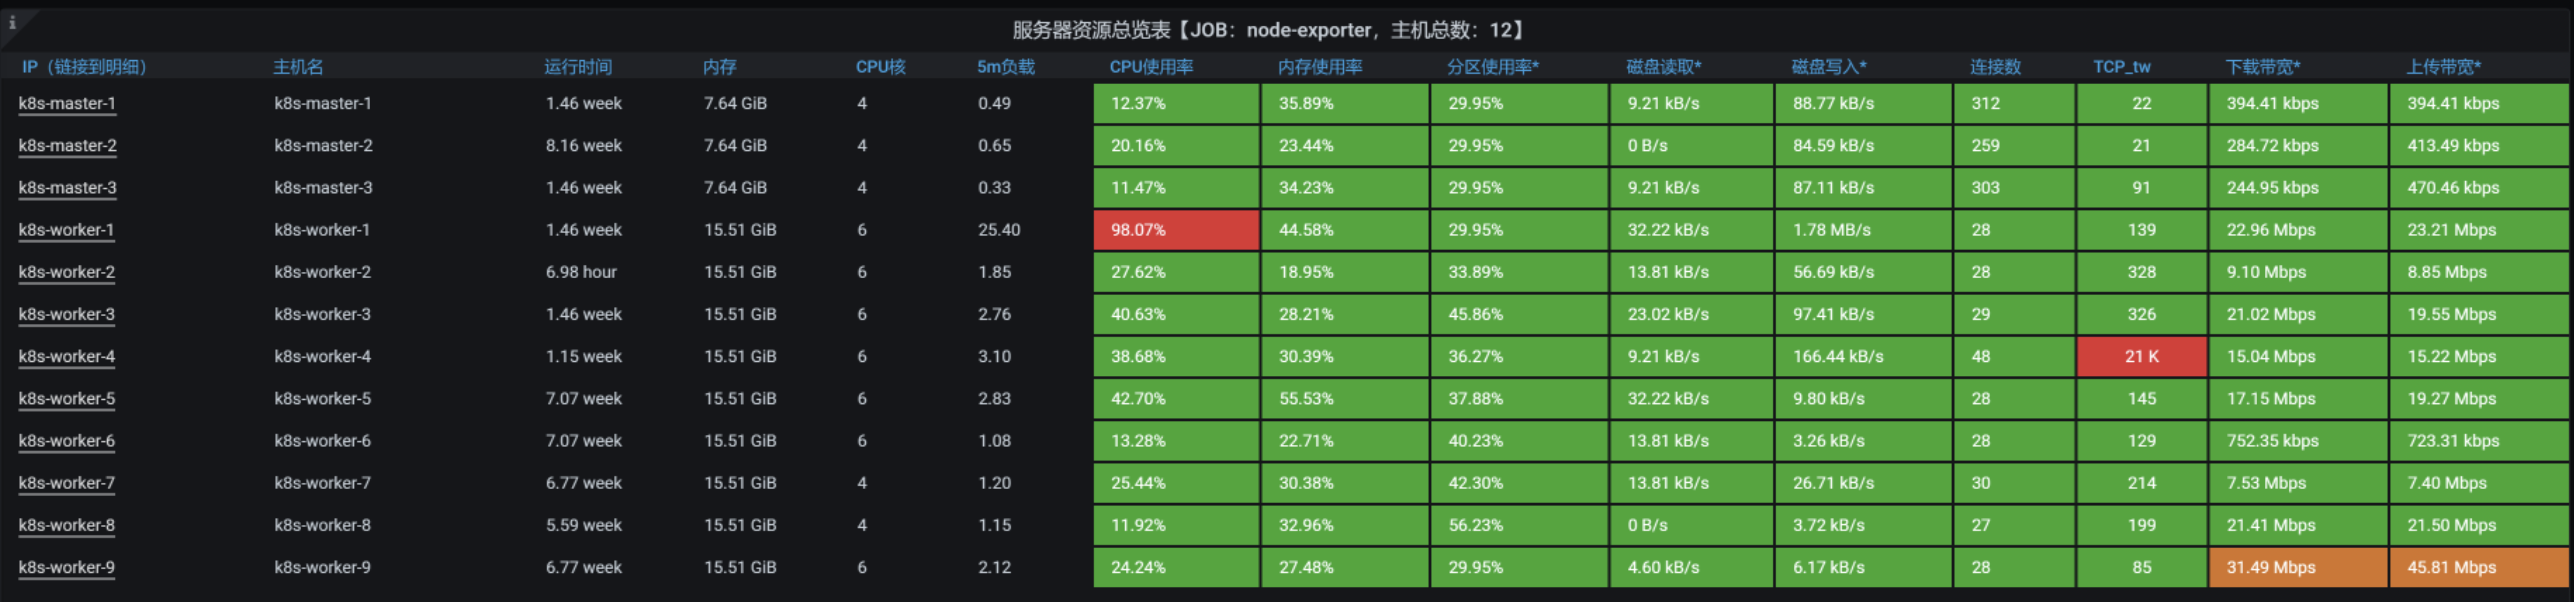 i
服务器资源总览表【JOB：node-exporter，主机总数：12】
IP（链接到明细） 主机名 运行时间 内存 CPU核 5m负载 CPU使用率 内存使用率 分区使用率* 磁盘读取* 磁盘写入* 连接数 TCP_tw 下载带宽* 上传带宽*
k8s-master-1 k8s-master-1 1.46 week 7.64 GiB 4 0.49 12.37% 35.89% 29.95% 9.21 kB/s 88.77 kB/s 312 22 394.41 kbps 394.41 kbps
k8s-master-2 k8s-master-2 8.16 week 7.64 GiB 4 0.65 20.16% 23.44% 29.95% 0 B/s 84.59 kB/s 259 21 284.72 kbps 413.49 kbps
k8s-master-3 k8s-master-3 1.46 week 7.64 GiB 4 0.33 11.47% 34.23% 29.95% 9.21 kB/s 87.11 kB/s 303 91 244.95 kbps 470.46 kbps
k8s-worker-1 k8s-worker-1 1.46 week 15.51 GiB 6 25.40 98.07% 44.58% 29.95% 32.22 kB/s 1.78 MB/s 28 139 22.96 Mbps 23.21 Mbps
k8s-worker-2 k8s-worker-2 6.98 hour 15.51 GiB 6 1.85 27.62% 18.95% 33.89% 13.81 kB/s 56.69 kB/s 28 328 9.10 Mbps 8.85 Mbps
k8s-worker-3 k8s-worker-3 1.46 week 15.51 GiB 6 2.76 40.63% 28.21% 45.86% 23.02 kB/s 97.41 kB/s 29 326 21.02 Mbps 19.55 Mbps
k8s-worker-4 k8s-worker-4 1.15 week 15.51 GiB 6 3.10 38.68% 30.39% 36.27% 9.21 kB/s 166.44 kB/s 48 21 K 15.04 Mbps 15.22 Mbps
k8s-worker-5 k8s-worker-5 7.07 week 15.51 GiB 6 2.83 42.70% 55.53% 37.88% 32.22 kB/s 9.80 kB/s 28 145 17.15 Mbps 19.27 Mbps
k8s-worker-6 k8s-worker-6 7.07 week 15.51 GiB 6 1.08 13.28% 22.71% 40.23% 13.81 kB/s 3.26 kB/s 28 129 752.35 kbps 723.31 kbps
k8s-worker-7 k8s-worker-7 6.77 week 15.51 GiB 4 1.20 25.44% 30.38% 42.30% 13.81 kB/s 26.71 kB/s 30 214 7.53 Mbps 7.40 Mbps
k8s-worker-8 k8s-worker-8 5.59 week 15.51 GiB 4 1.15 11.92% 32.96% 56.23% 0 B/s 3.72 kB/s 27 199 21.41 Mbps 21.50 Mbps
k8s-worker-9 k8s-worker-9 6.77 week 15.51 GiB 6 2.12 24.24% 27.48% 29.95% 4.60 kB/s 6.17 kB/s 28 85 31.49 Mbps 45.81 Mbps